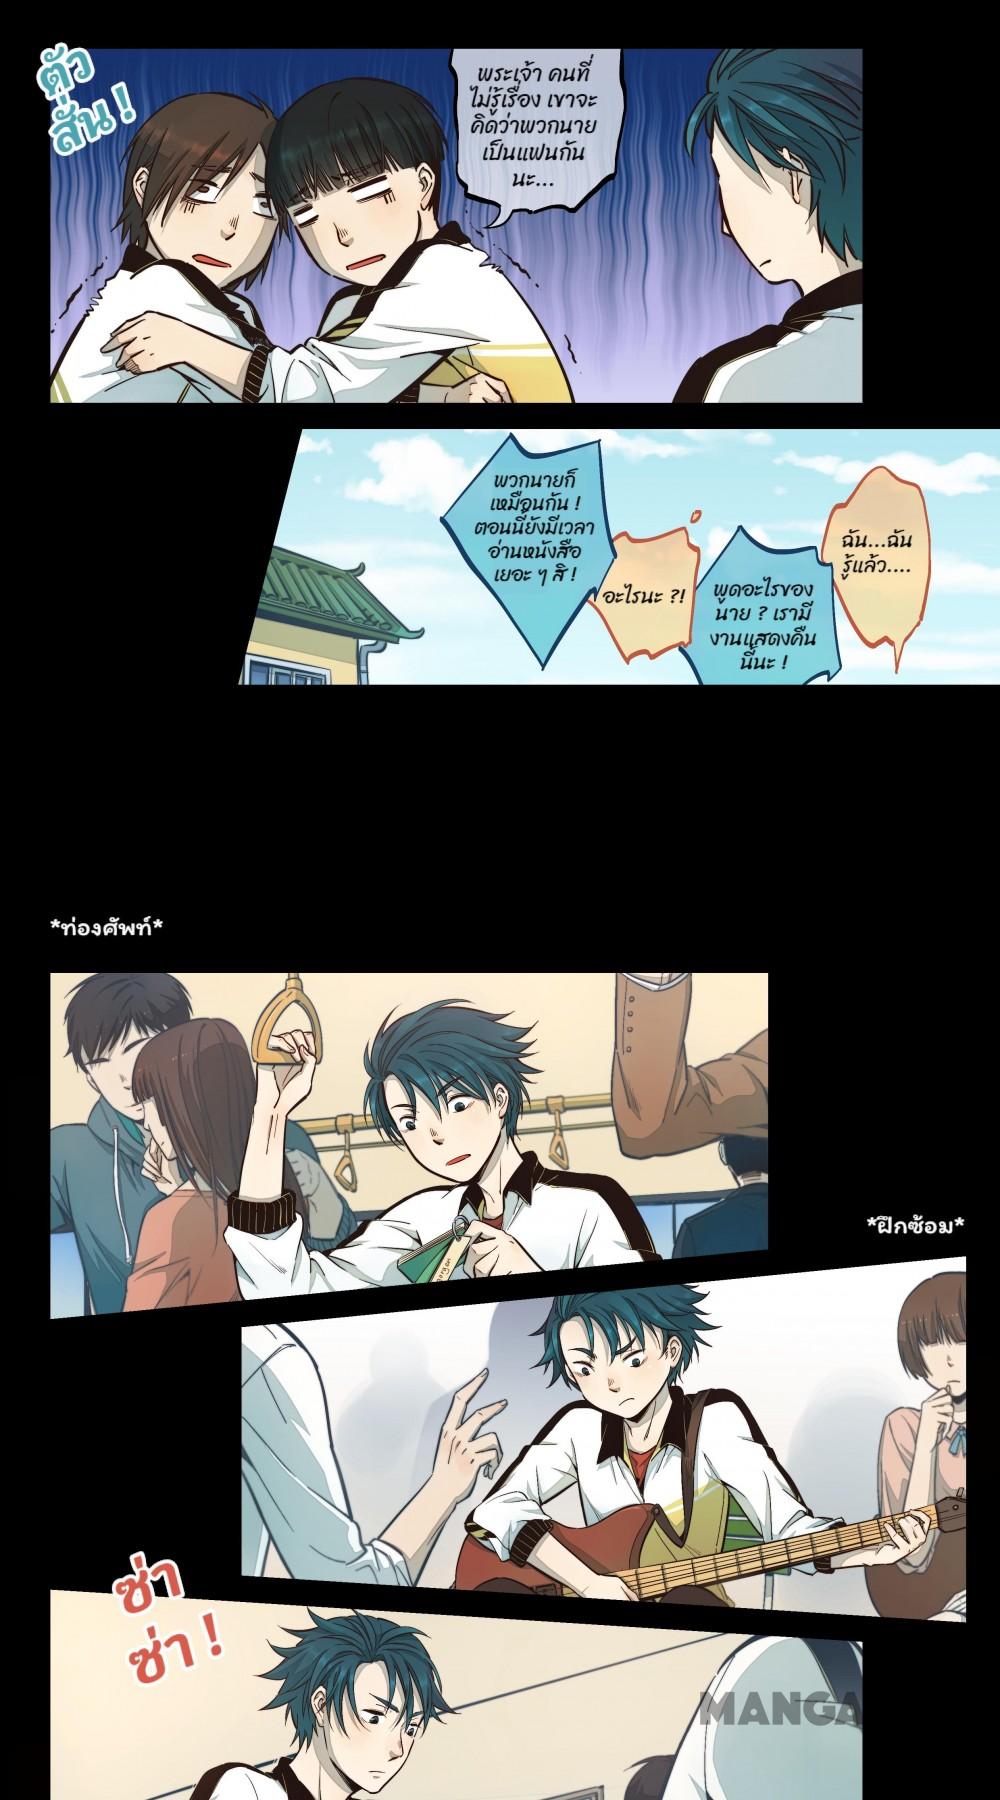 ตัว
สั่น !
พระเจ้า คนที่
ไม่รู้เรื่อง เขาจะ
คิดว่าพวกนาย
เป็นแฟนกัน
นะ...
พวกนายก็
เหมือนกัน !
ตอนนี้ยังมีเวลา
อ่านหนังสือ
เยอะ ๆ สิ !
อะไรนะ ?!
พูดอะไรของ
นาย ? เรามี
งานแสดงคืน
นี้นะ !
ฉัน...ฉัน
รู้แล้ว....
*ท่องศัพท์*
*ฝึกซ้อม*
ซ่า
ซ่า !
MANGA